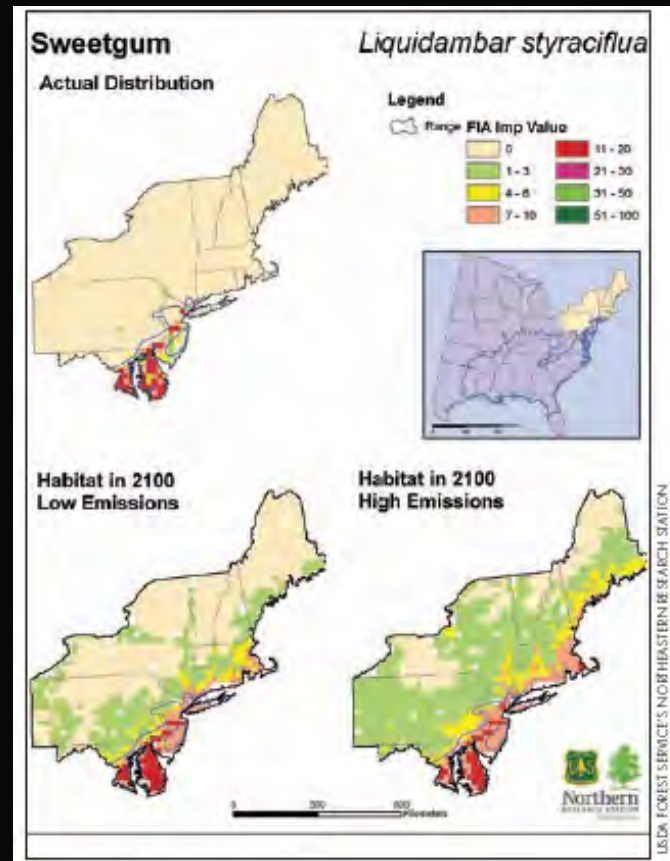 Sweetgum
Liquidambar styraciflua
Actual Distribution
Legend
Range
FIA Imp Value
0
1 - 3
4 - 6
7 - 10
11 - 20
21 - 30
31 - 50
51 - 100
Habitat in 2100
Low Emissions
Habitat in 2100
High Emissions
0
300
600
Kilometers
Northern
RESEARCH STATION
USDA FOREST SERVICE'S NORTHEASTERN RESEARCH STATION